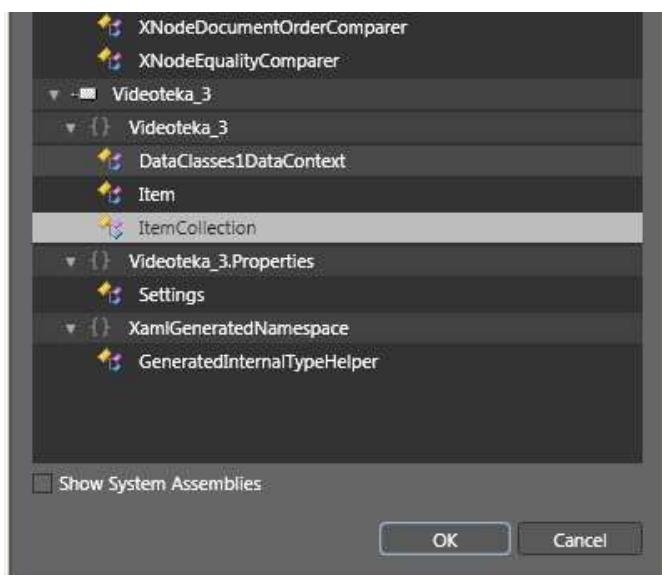 XNodeDocumentOrderComparer
XNodeEqualityComparer
Videoteka_3
{} Videoteka_3
DataClasses1DataContext
Item
ItemCollection
{} Videoteka_3.Properties
Settings
{} XamlGeneratedNamespace
GeneratedInternalTypeHelper
Show System Assemblies
OK Cancel